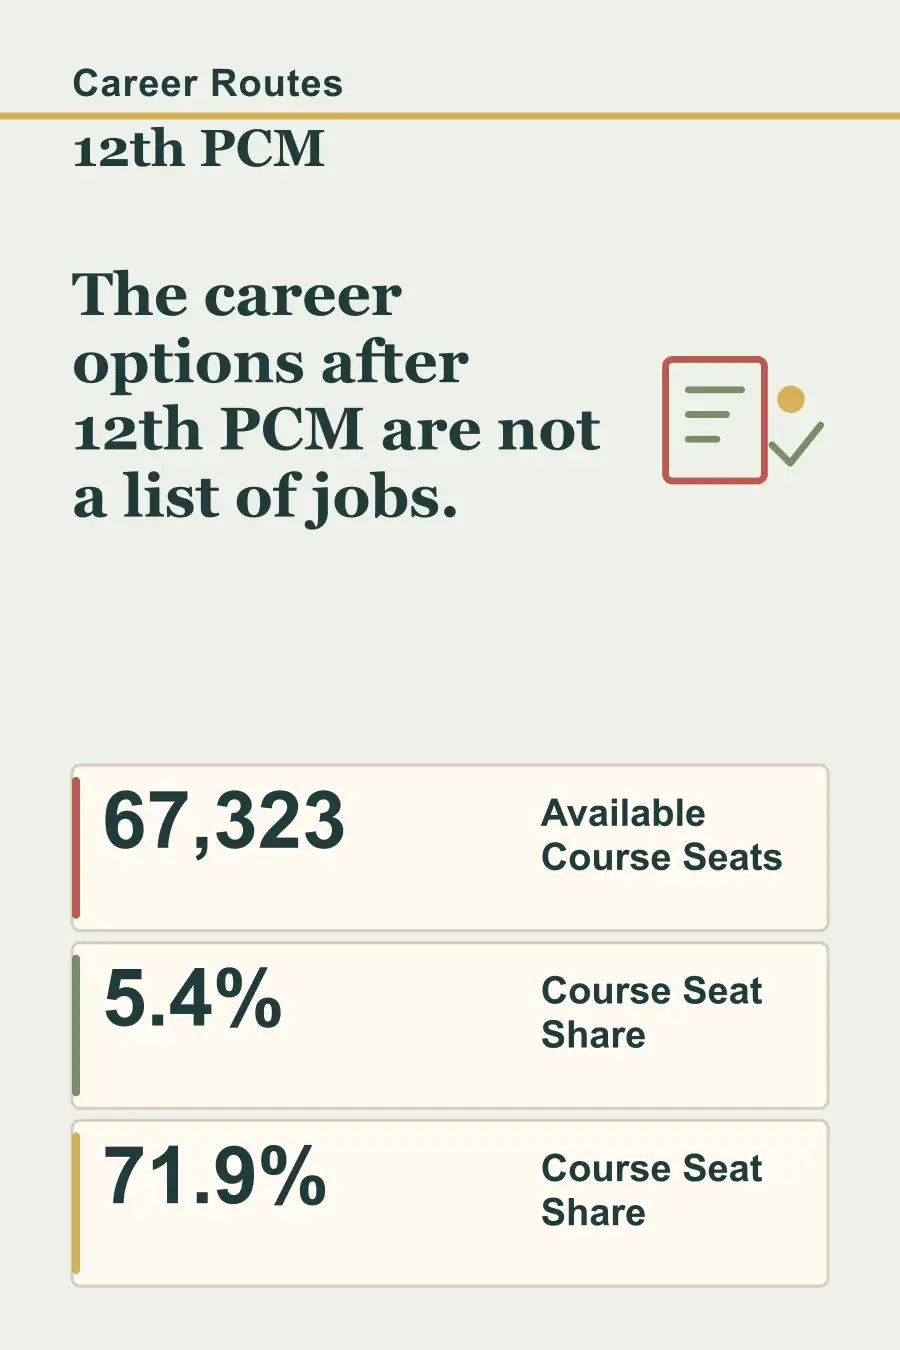 Career Routes
12th PCM
The career
options after
12th PCM are not
a list of jobs.
67,323
Available
Course Seats
5.4%
Course Seat
Share
71.9%
Course Seat
Share